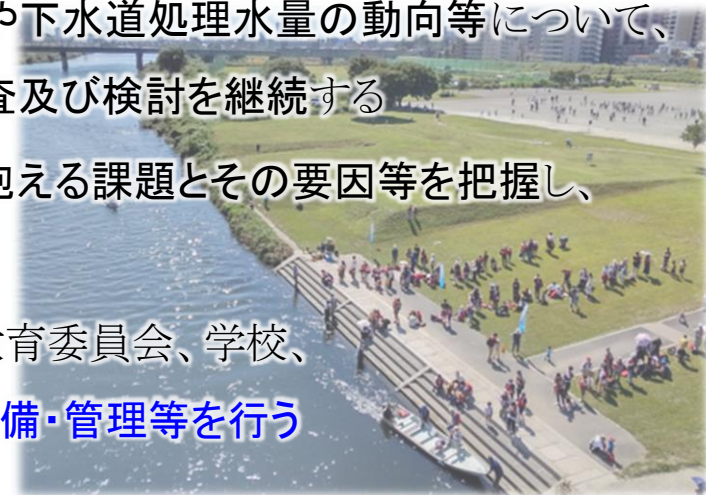 や下水道処理水量の動向等について、
査及び検討を継続する
抱える課題とその要因等を把握し、
育委員会、学校、
備・管理等を行う